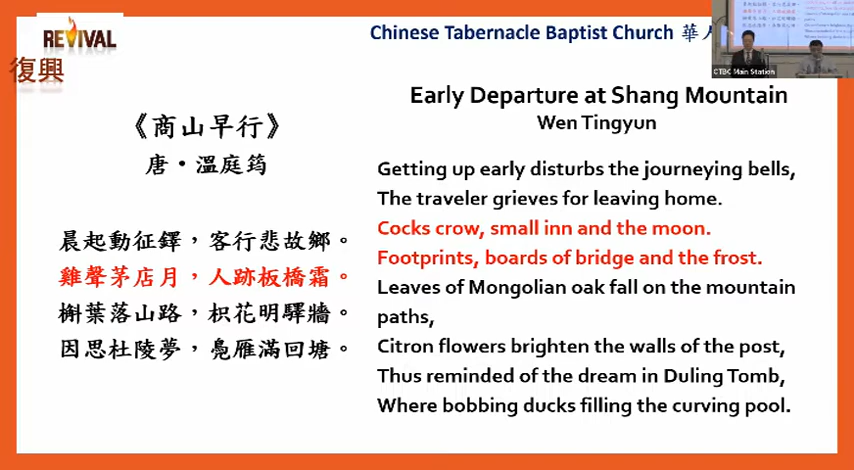 REVIVAL
復興
Chinese Tabernacle Baptist Church 華人
CTBC Main Station
《商山早行》
唐·溫庭筠
晨起動征鐸，客行悲故鄉。
雞聲茅店月，人跡板橋霜。
槲葉落山路，枳花明驛牆。
因思杜陵夢，鳧雁滿回塘。
Early Departure at Shang Mountain
Wen Tingyun
Getting up early disturbs the journeying bells,
The traveler grieves for leaving home.
Cocks crow, small inn and the moon.
Footprints, boards of bridge and the frost.
Leaves of Mongolian oak fall on the mountain
paths,
Citron flowers brighten the walls of the post,
Thus reminded of the dream in Duling Tomb,
Where bobbing ducks filling the curving pool.